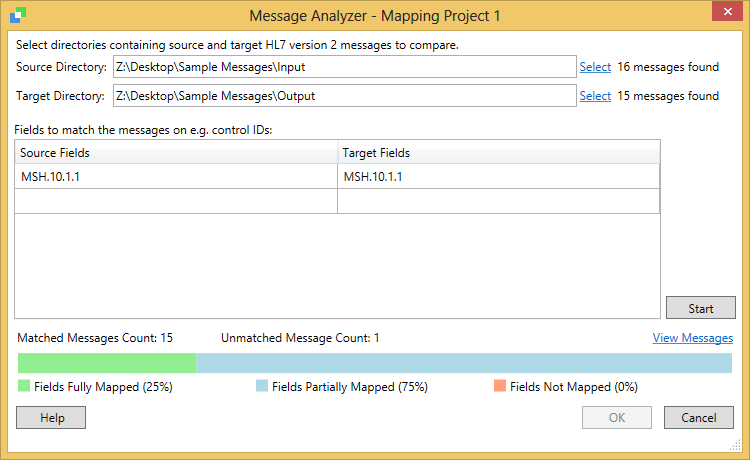 Message Analyzer - Mapping Project 1
Select directories containing source and target HL7 version 2 messages to compare.
Source Directory: Z:\Desktop\Sample Messages\Input Select 16 messages found
Target Directory: Z:\Desktop\Sample Messages\Output Select 15 messages found
Fields to match the messages on e.g. control IDs:
Source Fields Target Fields
MSH.10.1.1 MSH.10.1.1
Start
Matched Messages Count: 15 Unmatched Message Count: 1 View Messages
Fields Fully Mapped (25%) Fields Partially Mapped (75%) Fields Not Mapped (0%)
Help OK Cancel